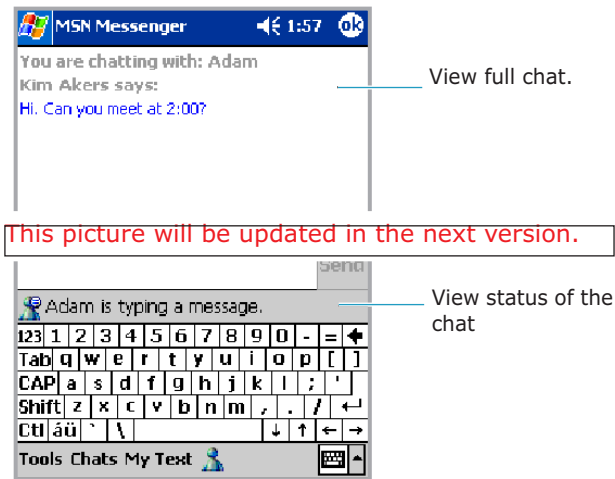 MSN Messenger 1:57 ok
You are chatting with: Adam
Kim Akers says:
Hi. Can you meet at 2:00?
View full chat.
This picture will be updated in the next version.
Send
Adam is typing a message.
View status of the
chat
123 1 2 3 4 5 6 7 8 9 0 - =
Tab q w e r t y u i o p [ ]
CAP a s d f g h j k l ; '
Shift z x c v b n m , . /
Ctl áü ` \
Tools Chats My Text